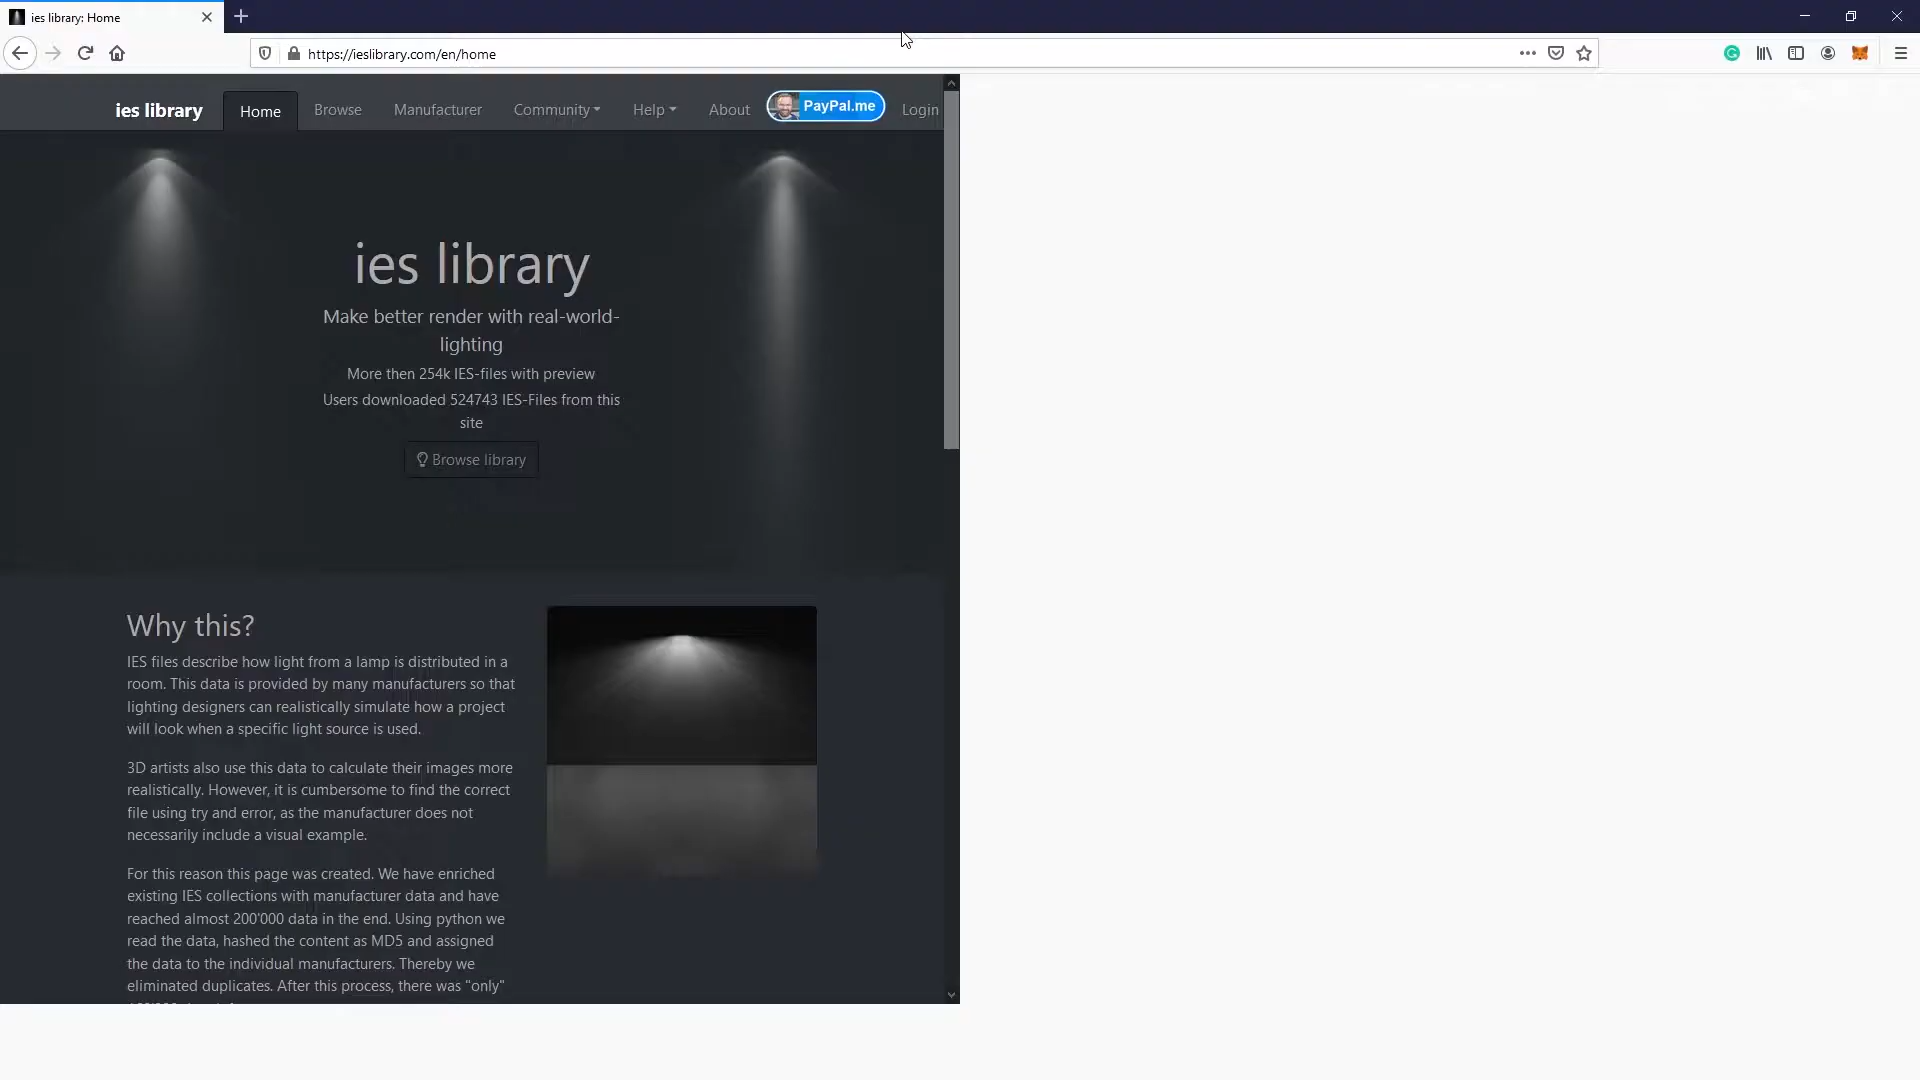 ies library: Home
https://ieslibrary.com/en/home
ies library Home Browse Manufacturer Community Help About PayPal.me Login
ies library
Make better render with real-world-
lighting
More then 254k IES-files with preview
Users downloaded 524743 IES-Files from this
site
Browse library
Why this?
IES files describe how light from a lamp is distributed in a
room. This data is provided by many manufacturers so that
lighting designers can realistically simulate how a project
will look when a specific light source is used.
3D artists also use this data to calculate their images more
realistically. However, it is cumbersome to find the correct
file using try and error, as the manufacturer does not
necessarily include a visual example.
For this reason this page was created. We have enriched
existing IES collections with manufacturer data and have
reached almost 200'000 data in the end. Using python we
read the data, hashed the content as MD5 and assigned
the data to the individual manufacturers. Thereby we
eliminated duplicates. After this process, there was "only"